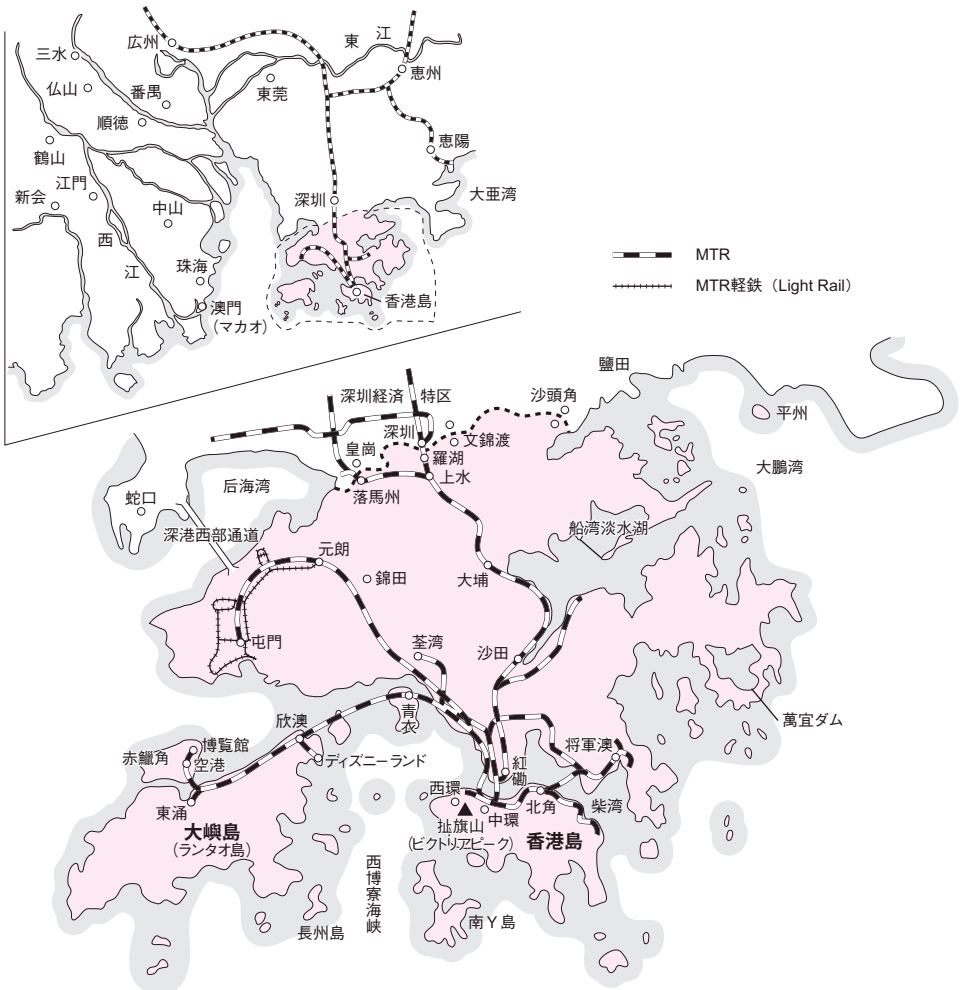 広州
東江
三水
恵州
仏山
番禺
東莞
順徳
恵陽
鶴山
江門
新会
深圳
大亜湾
中山
西江
珠海
香港島
澳門
（マカオ）
MTR
MTR軽鉄（Light Rail）
鹽田
深圳経済 特区
沙頭角
平州
深圳
文錦渡
皇崗
羅湖
大鵬湾
上水
后海湾
落馬州
蛇口
深港西部通道
船湾淡水湖
元朗
錦田
大埔
屯門
荃湾
沙田
青衣
萬宜ダム
欣澳
博覧館
赤鱲角
空港
ディズニーランド
将軍澳
紅磡
西環
北角
柴湾
東涌
中環
大嶼島
（ランタオ島）
扯旗山
（ビクトリアピーク）
香港島
西博寮海峡
長州島
南Y島